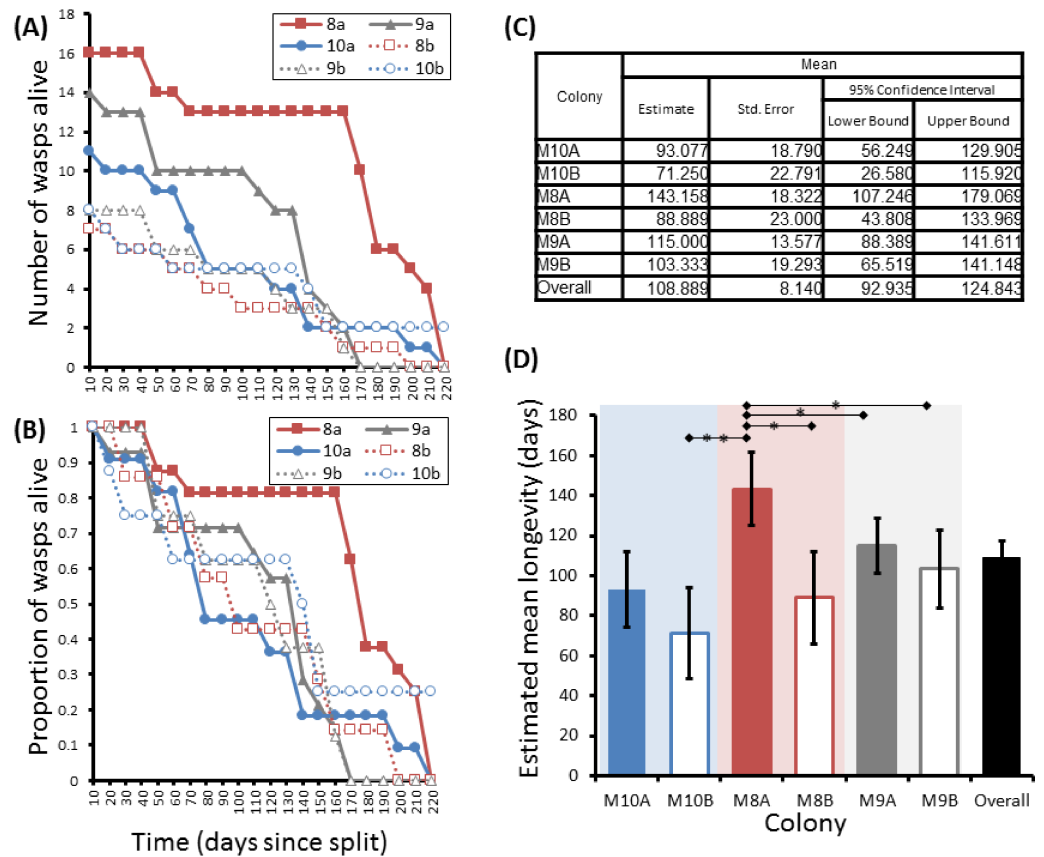 (A)
Number of wasps alive
18
16
14
12
10
8
6
4
2
0
8a 9a
10a 8b
9b 10b
10 20 30 40 50 60 70 80 90 100 110 120 130 140 150 160 170 180 190 200 210 220
(B)
Proportion of wasps alive
1
0.9
0.8
0.7
0.6
0.5
0.4
0.3
0.2
0.1
0
8a 9a
10a 8b
9b 10b
10 20 30 40 50 60 70 80 90 100 110 120 130 140 150 160 170 180 190 200 210 220
Time (days since split)
(C)
Colony Mean
Estimate Std. Error 95% Confidence Interval
Lower Bound Upper Bound
M10A 93.077 18.790 56.249 129.905
M10B 71.250 22.791 26.580 115.920
M8A 143.158 18.322 107.246 179.069
M8B 88.889 23.000 43.808 133.969
M9A 115.000 13.577 88.389 141.611
M9B 103.333 19.293 65.519 141.148
Overall 108.889 8.140 92.935 124.843
(D)
Estimated mean longevity (days)
180
160
140
120
100
80
60
40
20
0
*
*
*
* *
M10A M10B M8A M8B M9A M9B Overall
Colony